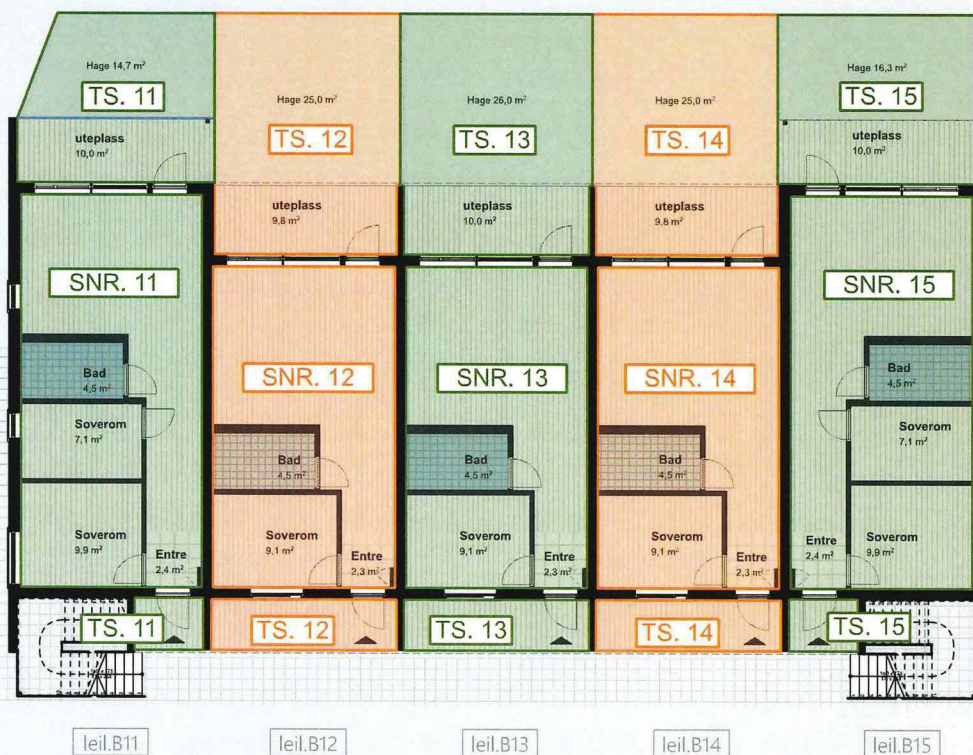 Hage 14,7 m²
TS. 11
uteplass
10,0 m²
SNR. 11
Bad
4,5 m²
Soverom
7,1 m²
Soverom
9,9 m²
Entre
2,4 m²
TS. 11
leil.B11
Hage 25,0 m²
TS. 12
uteplass
9,8 m²
SNR. 12
Bad
4,5 m²
Soverom
9,1 m²
Entre
2,3 m²
TS. 12
leil.B12
Hage 26,0 m²
TS. 13
uteplass
10,0 m²
SNR. 13
Bad
4,5 m²
Soverom
9,1 m²
Entre
2,3 m²
TS. 13
leil.B13
Hage 25,0 m²
TS. 14
uteplass
9,8 m²
SNR. 14
Bad
4,5 m²
Soverom
9,1 m²
Entre
2,3 m²
TS. 14
leil.B14
Hage 16,3 m²
TS. 15
uteplass
10,0 m²
SNR. 15
Bad
4,5 m²
Soverom
7,1 m²
Soverom
9,9 m²
Entre
2,4 m²
TS. 15
leil.B15